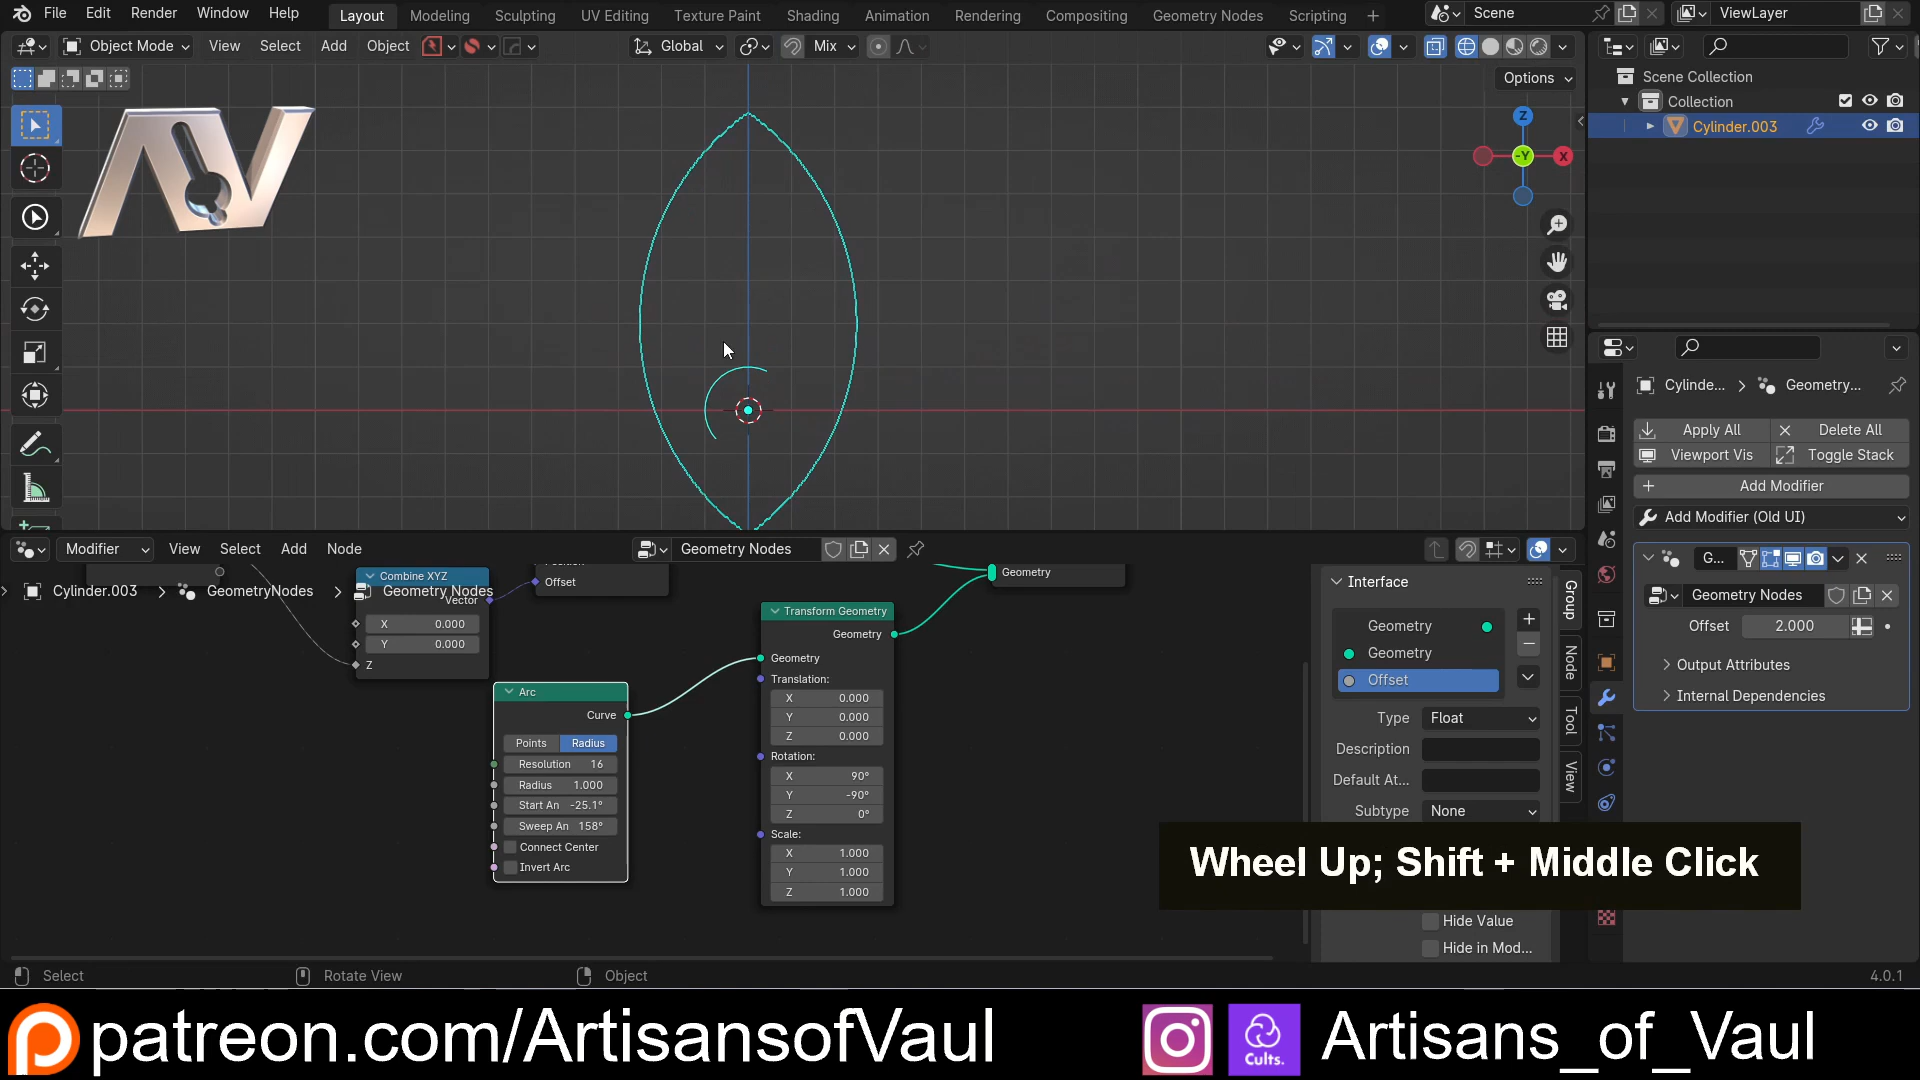 File Edit Render Window Help Layout Modeling Sculpting UV Editing Texture Paint Shading Animation Rendering Compositing Geometry Nodes Scripting + Scene ViewLayer
Object Mode View Select Add Object Global Mix
Options
Scene Collection
Collection
Cylinder.003
Z
-Y
X
Cylinde... > Geometry...
Apply All Delete All
Viewport Vis Toggle Stack
Add Modifier
Add Modifier (Old UI)
G...
Geometry Nodes
Offset 2.000
Output Attributes
Internal Dependencies
Modifier View Select Add Node Geometry Nodes
Cylinder.003 > GeometryNodes > Geometry Nodes
Combine XYZ
Vector
X 0.000
Y 0.000
Z
Offset
Geometry
Transform Geometry
Geometry
Geometry
Translation:
X 0.000
Y 0.000
Z 0.000
Rotation:
X 90°
Y -90°
Z 0°
Scale:
X 1.000
Y 1.000
Z 1.000
Arc
Curve
Points Radius
Resolution 16
Radius 1.000
Start An -25.1°
Sweep An 158°
Connect Center
Invert Arc
Interface
Geometry
Geometry
Offset
Type Float
Description
Default At...
Subtype None
Hide Value
Hide in Mod...
Group
Node
Tool
View
Wheel Up; Shift + Middle Click
Select Rotate View Object 4.0.1
patreon.com/ArtisansofVaul Cults. Artisans_of_Vaul